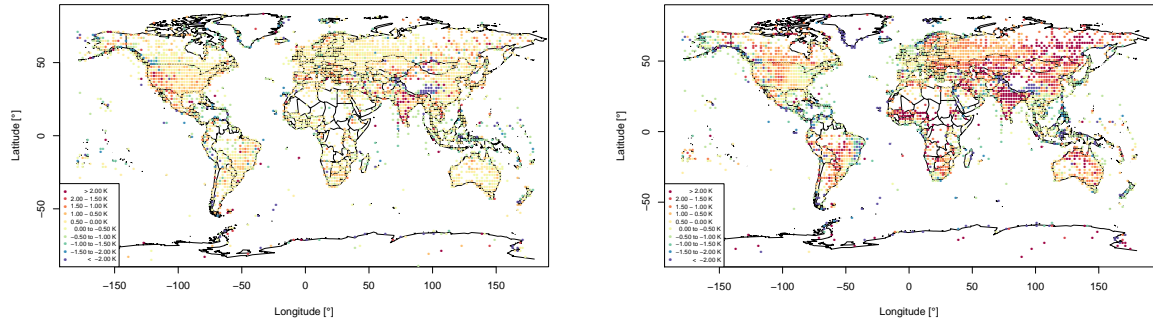 50
0
−50
Latitude [°]
> 2.00 K
2.00 − 1.50 K
1.50 − 1.00 K
1.00 − 0.50 K
0.50 − 0.00 K
0.00 to −0.50 K
−0.50 to −1.00 K
−1.00 to −1.50 K
−1.50 to −2.00 K
< −2.00 K
−150 −100 −50 0 50 100 150
Longitude [°]
50
0
−50
Latitude [°]
> 2.00 K
2.00 − 1.50 K
1.50 − 1.00 K
1.00 − 0.50 K
0.50 − 0.00 K
0.00 to −0.50 K
−0.50 to −1.00 K
−1.00 to −1.50 K
−1.50 to −2.00 K
< −2.00 K
−150 −100 −50 0 50 100 150
Longitude [°]